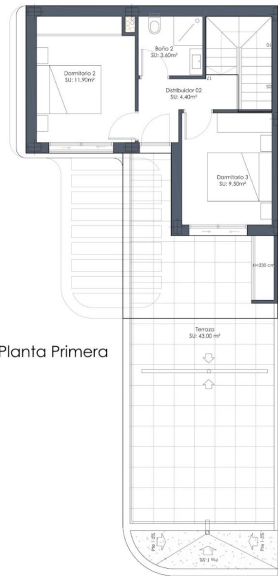 Baño 2
SU: 3.60m²
Dormitorio 2
SU: 11.90m²
Distribuidor 02
SU: 4.40m²
Dormitorio 3
SU: 9.50m²
Terraza
SU: 43.00 m²
Planta Primera